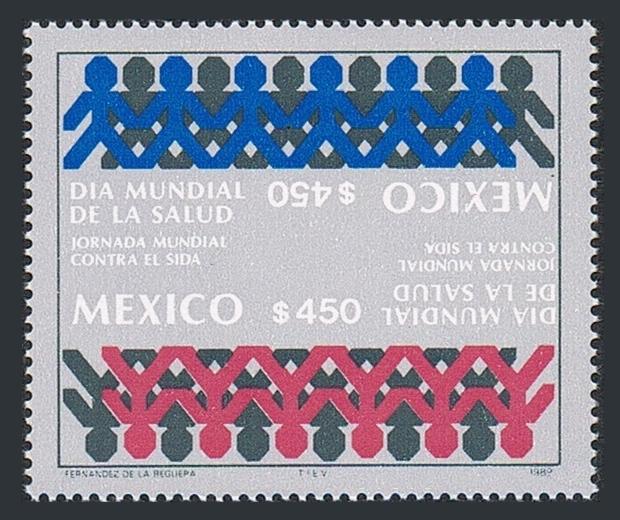 DIA MUNDIAL
DE LA SALUD
JORNADA MUNDIAL
CONTRA EL SIDA
MEXICO $450
DIA MUNDIAL
DE LA SALUD
JORNADA MUNDIAL
CONTRA EL SIDA
MEXICO $450
FERNANDEZ DE LA REGUERA T.I.E.V. 1989